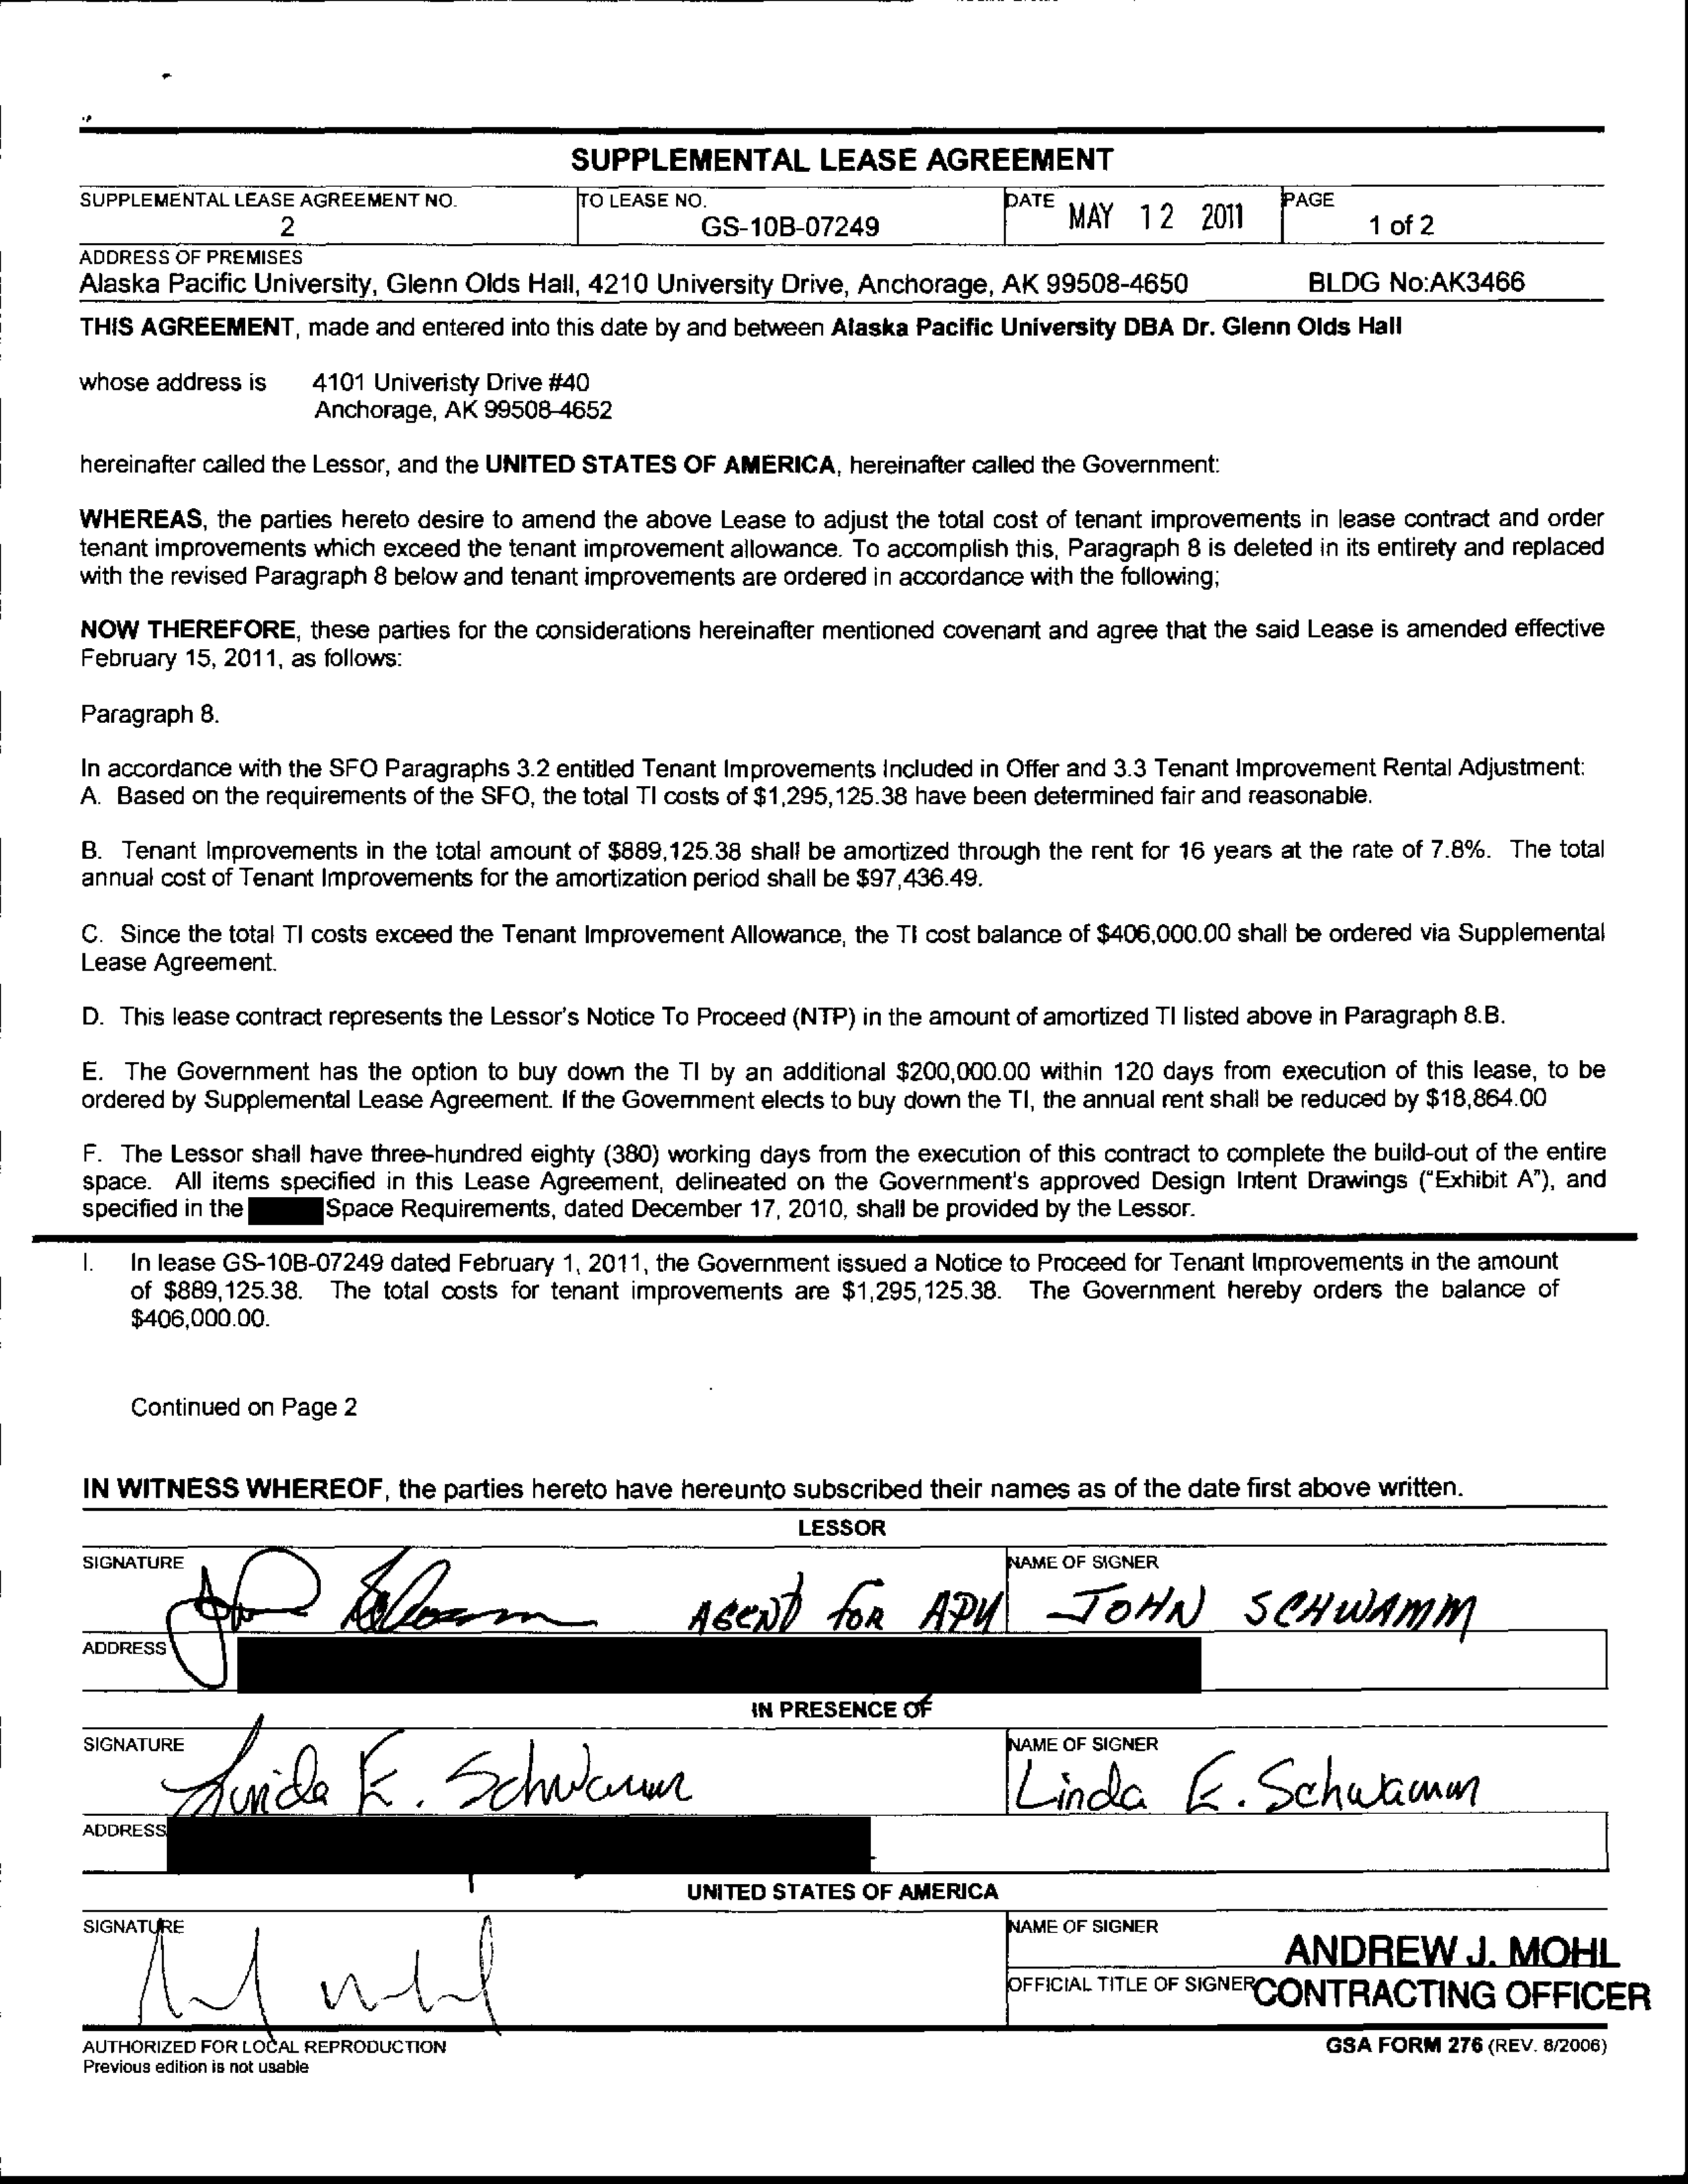 SUPPLEMENTAL LEASE AGREEMENT
SUPPLEMENTAL LEASE AGREEMENT NO.
2
TO LEASE NO.
GS-10B-07249
DATE MAY 12 2011
PAGE
1 of 2
ADDRESS OF PREMISES
Alaska Pacific University, Glenn Olds Hall, 4210 University Drive, Anchorage, AK 99508-4650 BLDG No:AK3466
THIS AGREEMENT, made and entered into this date by and between Alaska Pacific University DBA Dr. Glenn Olds Hall
whose address is 4101 Univeristy Drive #40
Anchorage, AK 99508-4652
hereinafter called the Lessor, and the UNITED STATES OF AMERICA, hereinafter called the Government:
WHEREAS, the parties hereto desire to amend the above Lease to adjust the total cost of tenant improvements in lease contract and order
tenant improvements which exceed the tenant improvement allowance. To accomplish this, Paragraph 8 is deleted in its entirety and replaced
with the revised Paragraph 8 below and tenant improvements are ordered in accordance with the following;
NOW THEREFORE, these parties for the considerations hereinafter mentioned covenant and agree that the said Lease is amended effective
February 15, 2011, as follows:
Paragraph 8.
In accordance with the SFO Paragraphs 3.2 entitled Tenant Improvements Included in Offer and 3.3 Tenant Improvement Rental Adjustment:
A. Based on the requirements of the SFO, the total TI costs of $1,295,125.38 have been determined fair and reasonable.
B. Tenant Improvements in the total amount of $889,125.38 shall be amortized through the rent for 16 years at the rate of 7.8%. The total
annual cost of Tenant Improvements for the amortization period shall be $97,436.49.
C. Since the total TI costs exceed the Tenant Improvement Allowance, the TI cost balance of $406,000.00 shall be ordered via Supplemental
Lease Agreement.
D. This lease contract represents the Lessor's Notice To Proceed (NTP) in the amount of amortized TI listed above in Paragraph 8.B.
E. The Government has the option to buy down the TI by an additional $200,000.00 within 120 days from execution of this lease, to be
ordered by Supplemental Lease Agreement. If the Government elects to buy down the TI, the annual rent shall be reduced by $18,864.00
F. The Lessor shall have three-hundred eighty (380) working days from the execution of this contract to complete the build-out of the entire
space. All items specified in this Lease Agreement, delineated on the Government's approved Design Intent Drawings ("Exhibit A"), and
specified in the Space Requirements, dated December 17, 2010, shall be provided by the Lessor.
I. In lease GS-10B-07249 dated February 1, 2011, the Government issued a Notice to Proceed for Tenant Improvements in the amount
of $889,125.38. The total costs for tenant improvements are $1,295,125.38. The Government hereby orders the balance of
$406,000.00.
Continued on Page 2
IN WITNESS WHEREOF, the parties hereto have hereunto subscribed their names as of the date first above written.
LESSOR
SIGNATURE
AGENT FOR APU
NAME OF SIGNER
JOHN SCHWAMM
ADDRESS
IN PRESENCE OF
SIGNATURE
Linda E. Schwamm
NAME OF SIGNER
Linda E. Schwamm
ADDRESS
UNITED STATES OF AMERICA
SIGNATURE
NAME OF SIGNER
ANDREW J. MOHL
OFFICIAL TITLE OF SIGNER CONTRACTING OFFICER
AUTHORIZED FOR LOCAL REPRODUCTION
Previous edition is not usable
GSA FORM 276 (REV. 8/2006)